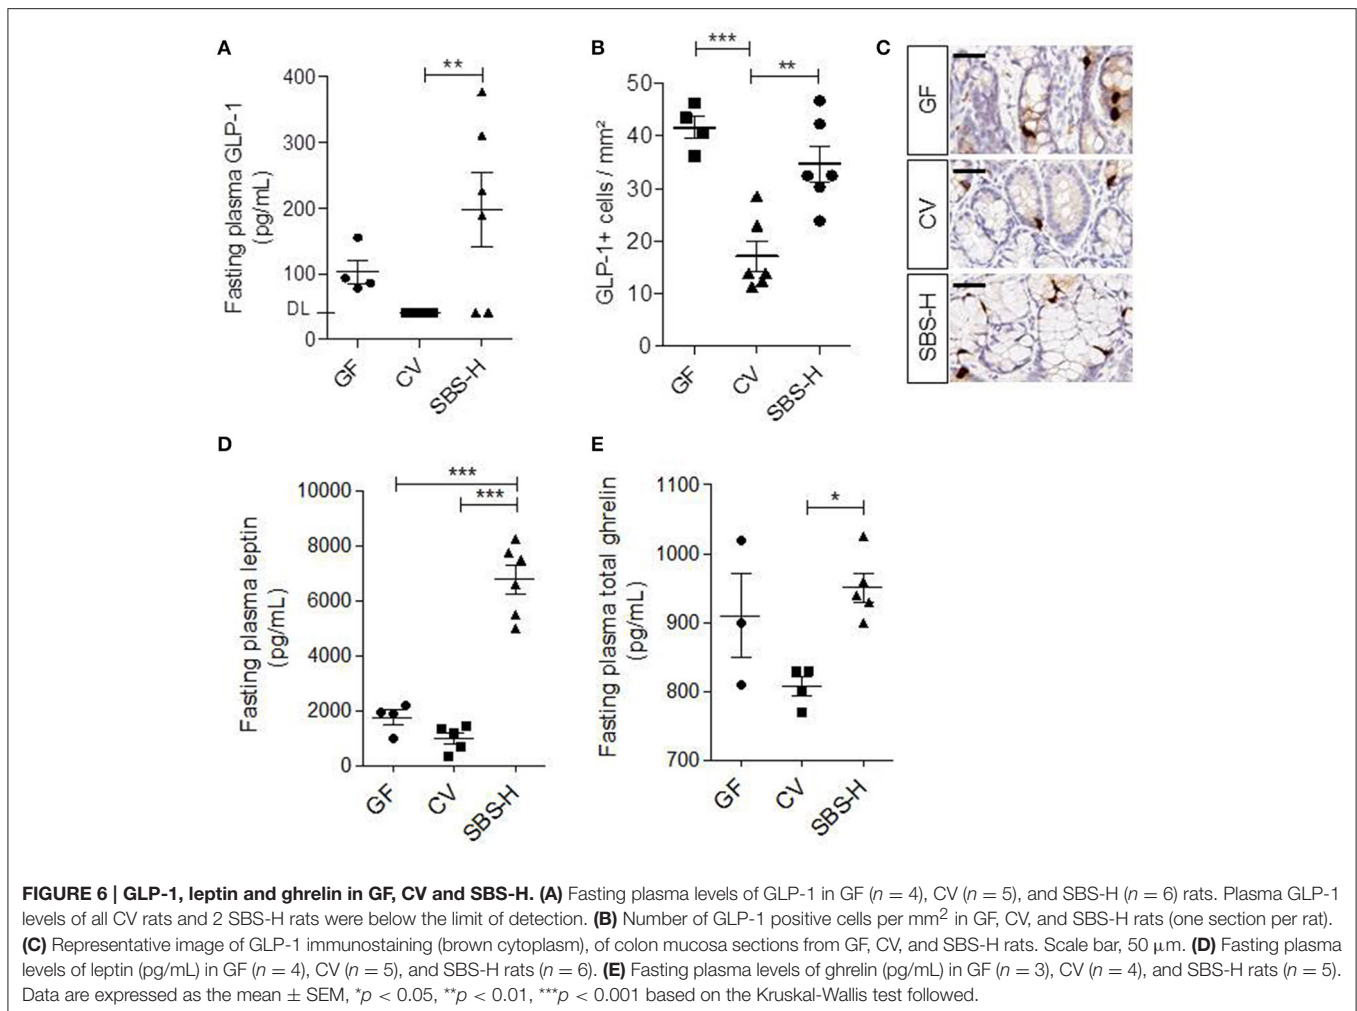 A
**
Fasting plasma GLP-1
(pg/mL)
400
300
200
100
DL
0
GF
CV
SBS-H
B
***
**
GLP-1+ cells / mm²
50
40
30
20
10
0
GF
CV
SBS-H
C
GF
CV
SBS-H
D
***
***
Fasting plasma leptin
(pg/mL)
10000
8000
6000
4000
2000
0
GF
CV
SBS-H
E
*
Fasting plasma total ghrelin
(pg/mL)
1100
1000
900
800
700
GF
CV
SBS-H
FIGURE 6 | GLP-1, leptin and ghrelin in GF, CV and SBS-H. (A) Fasting plasma levels of GLP-1 in GF (n = 4), CV (n = 5), and SBS-H (n = 6) rats. Plasma GLP-1
levels of all CV rats and 2 SBS-H rats were below the limit of detection. (B) Number of GLP-1 positive cells per mm² in GF, CV, and SBS-H rats (one section per rat).
(C) Representative image of GLP-1 immunostaining (brown cytoplasm), of colon mucosa sections from GF, CV, and SBS-H rats. Scale bar, 50 μm. (D) Fasting plasma
levels of leptin (pg/mL) in GF (n = 4), CV (n = 5), and SBS-H rats (n = 6). (E) Fasting plasma levels of ghrelin (pg/mL) in GF (n = 3), CV (n = 4), and SBS-H rats (n = 5).
Data are expressed as the mean ± SEM, *p < 0.05, **p < 0.01, ***p < 0.001 based on the Kruskal-Wallis test followed.